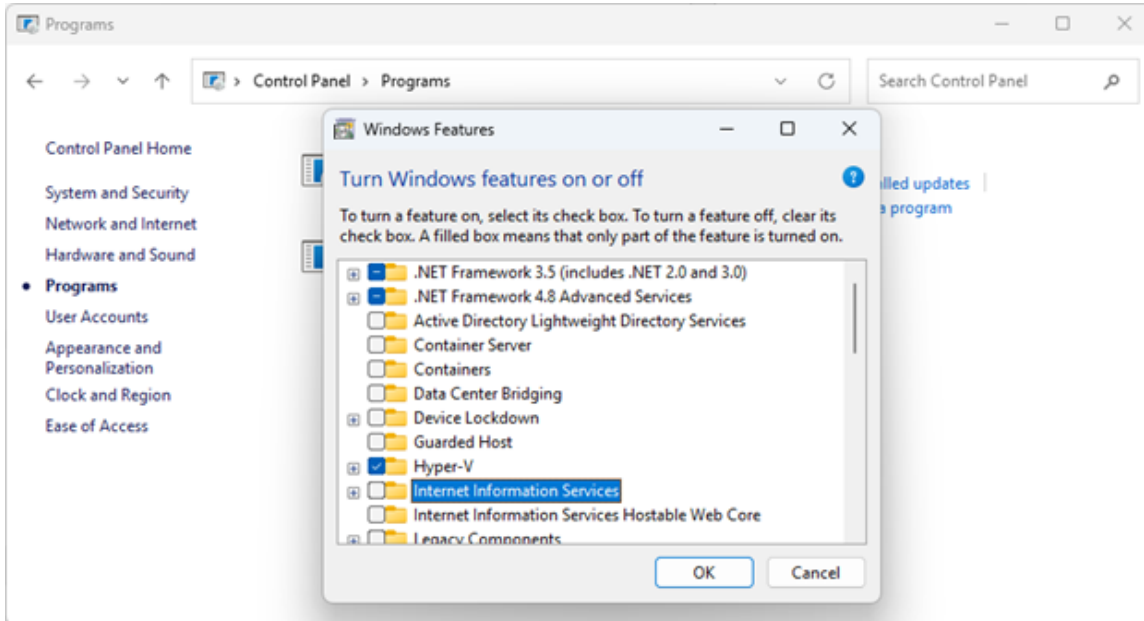 Programs
Control Panel > Programs
Search Control Panel
Control Panel Home
System and Security
Network and Internet
Hardware and Sound
Programs
User Accounts
Appearance and
Personalization
Clock and Region
Ease of Access
Windows Features
Turn Windows features on or off
?
To turn a feature on, select its check box. To turn a feature off, clear its
check box. A filled box means that only part of the feature is turned on.
.NET Framework 3.5 (includes .NET 2.0 and 3.0)
.NET Framework 4.8 Advanced Services
Active Directory Lightweight Directory Services
Container Server
Containers
Data Center Bridging
Device Lockdown
Guarded Host
Hyper-V
Internet Information Services
Internet Information Services Hostable Web Core
Legacy Components
OK
Cancel
updates
a program